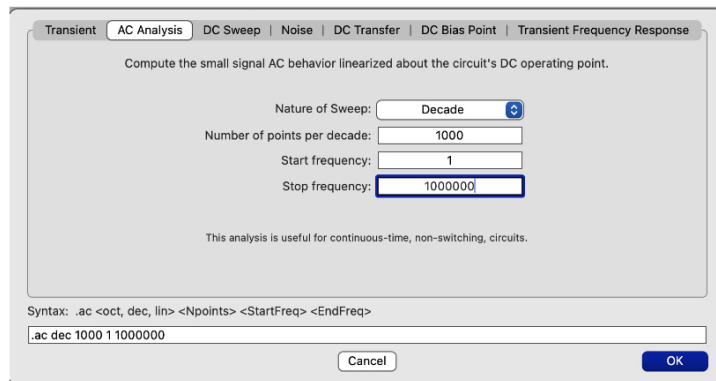 Transient | AC Analysis | DC Sweep | Noise | DC Transfer | DC Bias Point | Transient Frequency Response
Compute the small signal AC behavior linearized about the circuit's DC operating point.
Nature of Sweep: Decade
Number of points per decade: 1000
Start frequency: 1
Stop frequency: 1000000
This analysis is useful for continuous-time, non-switching, circuits.
Syntax: .ac <oct, dec, lin> <Npoints> <StartFreq> <EndFreq>
.ac dec 1000 1 1000000
Cancel OK